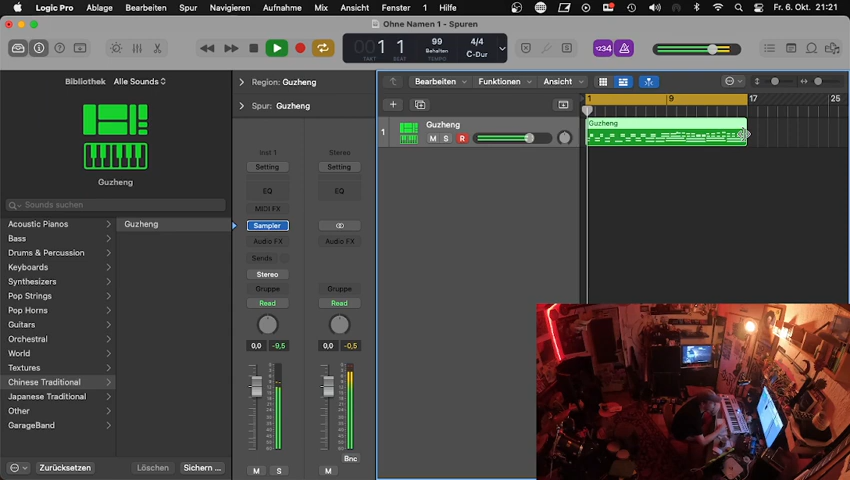 Logic Pro Ablage Bearbeiten Spur Navigieren Aufnahme Mix Ansicht Fenster 1 Hilfe Fr. 6. Okt. 21:21
Ohne Namen 1 - Spuren
1 1
TAKT
99
Behalten
TEMPO
4/4
C-Dur
1234
Bibliothek Alle Sounds
Guzheng
Sounds suchen
Acoustic Pianos
Bass
Drums & Percussion
Keyboards
Synthesizers
Pop Strings
Pop Horns
Guitars
Orchestral
World
Textures
Chinese Traditional
Japanese Traditional
Other
GarageBand
Guzheng
Zurücksetzen Löschen Sichern ...
Region: Guzheng
Spur: Guzheng
Inst 1 Stereo
Setting Setting
EQ EQ
MIDI FX
Sampler
Audio FX Audio FX
Sends
Stereo
Gruppe Gruppe
Read Read
0,0 -9,5 0,0 -0,5
Bnc
M S M
Bearbeiten Funktionen Ansicht
1 9 17 25
1 Guzheng
M S R
Guzheng